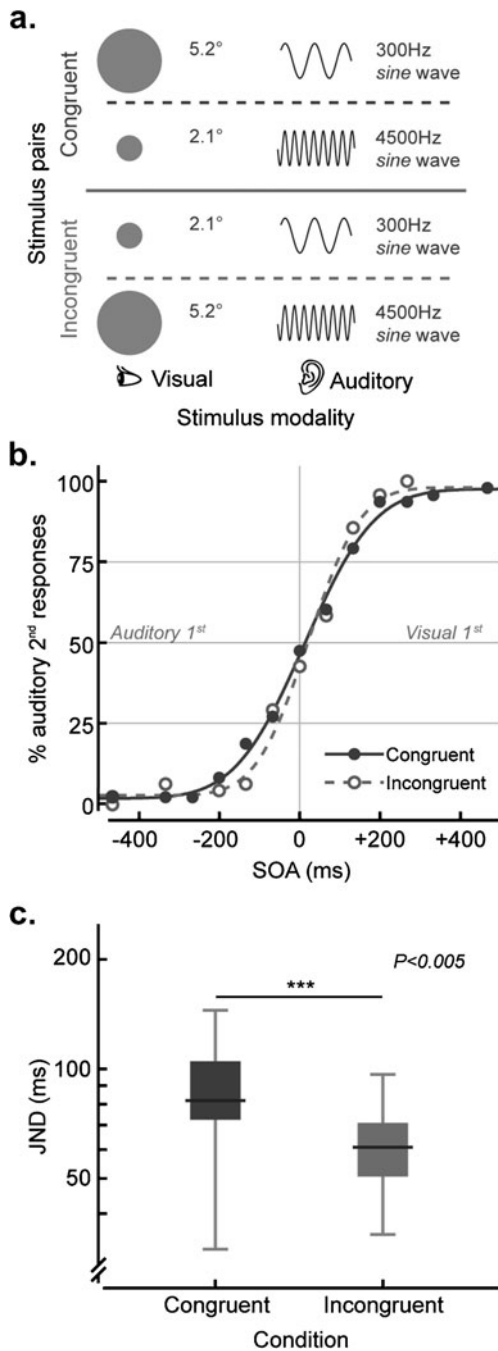 a.
Stimulus pairs
Congruent
5.2°
300Hz
sine wave
2.1°
4500Hz
sine wave
Incongruent
2.1°
300Hz
sine wave
5.2°
4500Hz
sine wave
Visual
Auditory
Stimulus modality
b.
% auditory 2nd responses
100
75
50
25
0
Auditory 1st
Visual 1st
Congruent
Incongruent
-400 -200 0 +200 +400
SOA (ms)
c.
JND (ms)
200
100
50
P<0.005
***
Congruent Incongruent
Condition